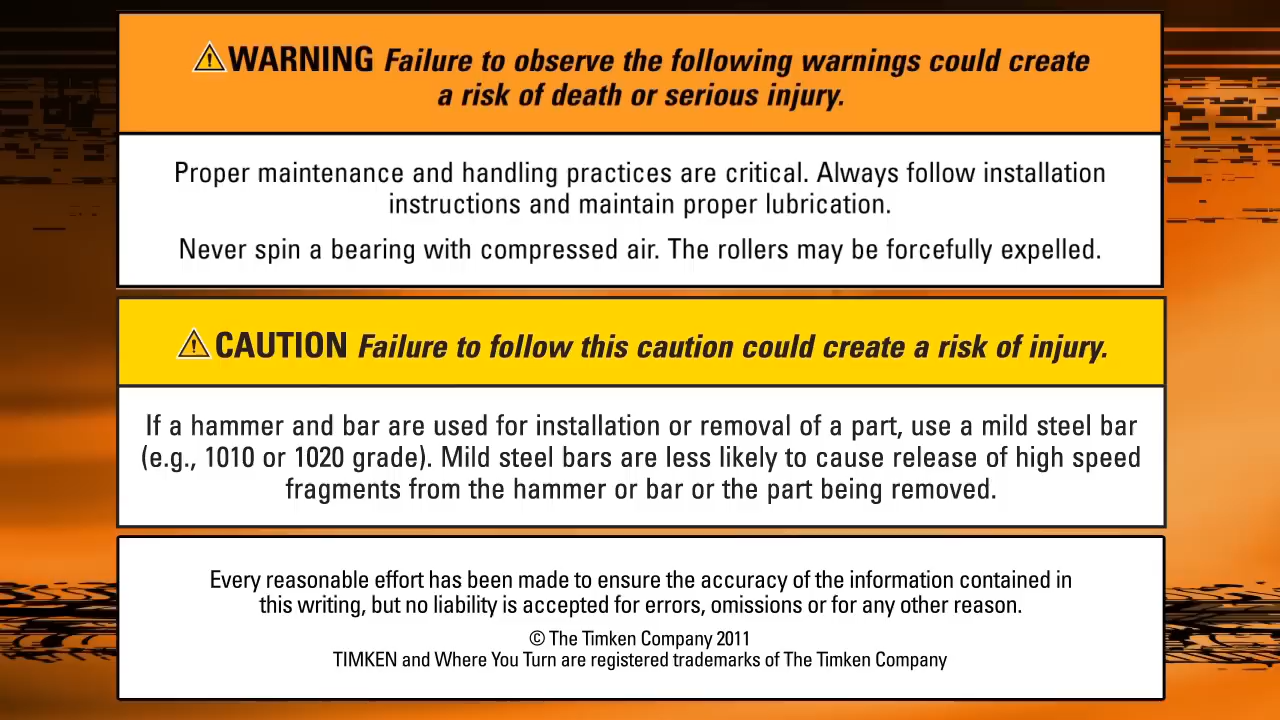 WARNING Failure to observe the following warnings could create
a risk of death or serious injury.
Proper maintenance and handling practices are critical. Always follow installation
instructions and maintain proper lubrication.
Never spin a bearing with compressed air. The rollers may be forcefully expelled.
CAUTION Failure to follow this caution could create a risk of injury.
If a hammer and bar are used for installation or removal of a part, use a mild steel bar
(e.g., 1010 or 1020 grade). Mild steel bars are less likely to cause release of high speed
fragments from the hammer or bar or the part being removed.
Every reasonable effort has been made to ensure the accuracy of the information contained in
this writing, but no liability is accepted for errors, omissions or for any other reason.
© The Timken Company 2011
TIMKEN and Where You Turn are registered trademarks of The Timken Company